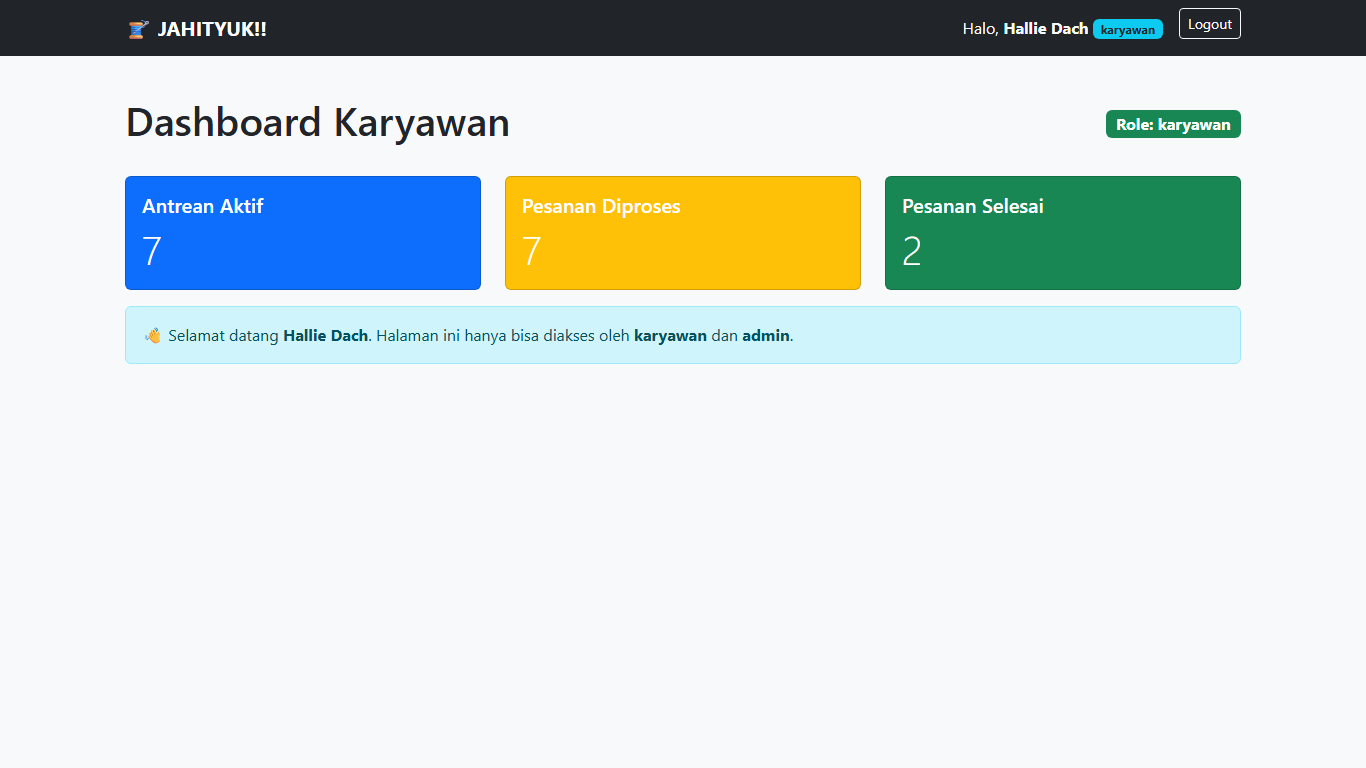 JAHITYUK!!
Halo, Hallie Dach karyawan Logout
Dashboard Karyawan
Role: karyawan
Antrean Aktif
7
Pesanan Diproses
7
Pesanan Selesai
2
👋 Selamat datang Hallie Dach. Halaman ini hanya bisa diakses oleh karyawan dan admin.